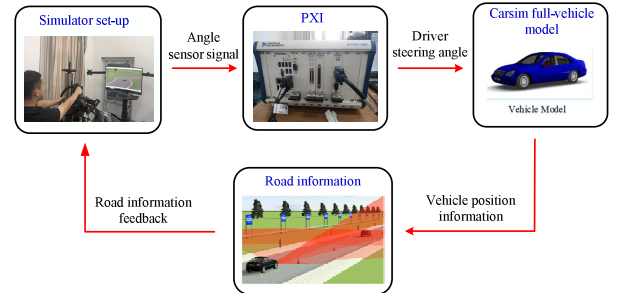 Simulator set-up
Angle
sensor signal
PXI
Driver
steering angle
Carsim full-vehicle
model
Vehicle Model
Road information
feedback
Road information
Vehicle position
information